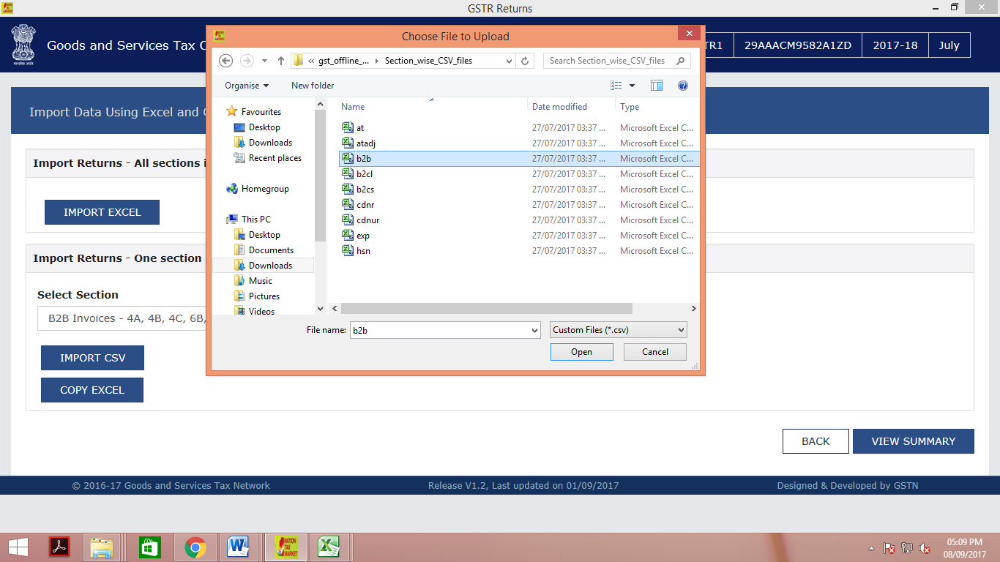 GSTR Returns
Goods and Services Tax
TR1
29AAACM9582A1ZD
2017-18
July
Choose File to Upload
« gst_offline_... Section_wise_CSV_files
Search Section_wise_CSV_files
Organise
New folder
Import Data Using Excel and
Favourites
Desktop
Downloads
Recent places
Homegroup
This PC
Desktop
Documents
Downloads
Music
Pictures
Videos
Name Date modified Type
at 27/07/2017 03:37 ... Microsoft Excel C...
atadj 27/07/2017 03:37 ... Microsoft Excel C...
b2b 27/07/2017 03:37 ... Microsoft Excel C...
b2cl 27/07/2017 03:37 ... Microsoft Excel C...
b2cs 27/07/2017 03:37 ... Microsoft Excel C...
cdnr 27/07/2017 03:37 ... Microsoft Excel C...
cdnur 27/07/2017 03:37 ... Microsoft Excel C...
exp 27/07/2017 03:37 ... Microsoft Excel C...
hsn 27/07/2017 03:37 ... Microsoft Excel C...
File name: b2b
Custom Files (*.csv)
Open
Cancel
Import Returns - All sections
IMPORT EXCEL
Import Returns - One section
Select Section
B2B Invoices - 4A, 4B, 4C, 6B,
IMPORT CSV
COPY EXCEL
BACK
VIEW SUMMARY
© 2016-17 Goods and Services Tax Network
Release V1.2, Last updated on 01/09/2017
Designed & Developed by GSTN
NATION
TAX
MARKET
05:09 PM
08/09/2017